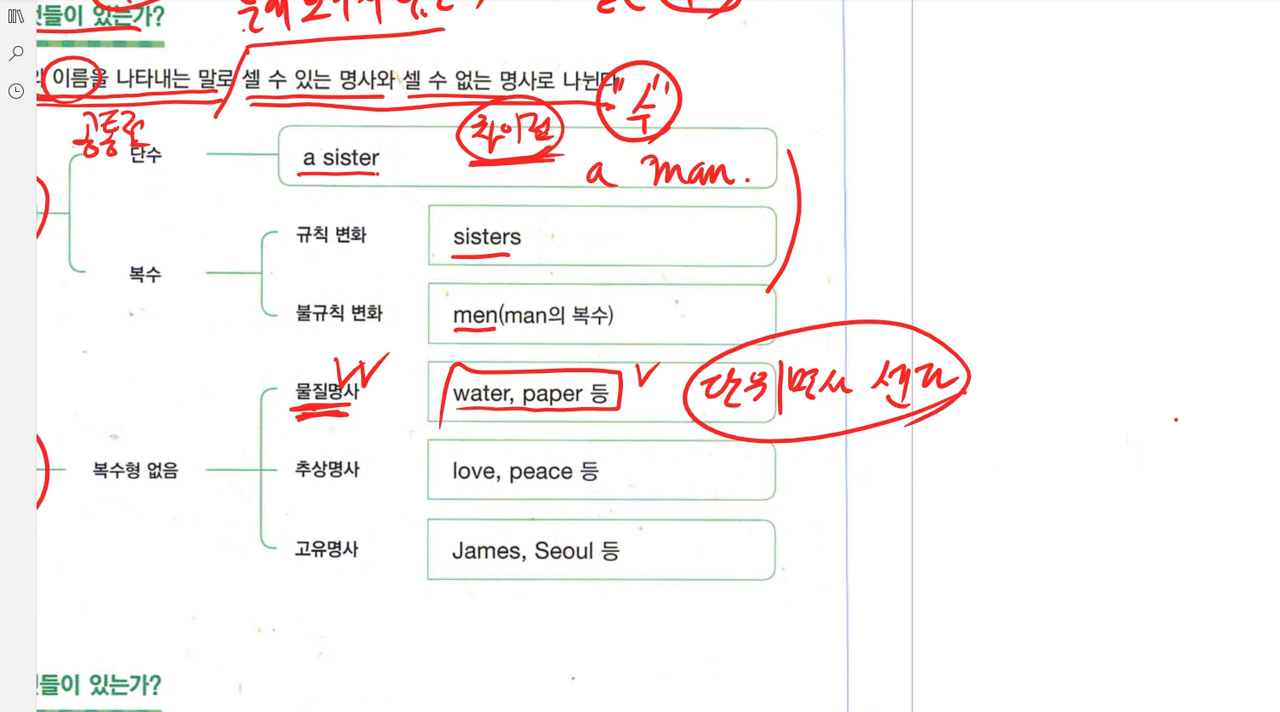 것들이 있는가?
이름을 나타내는 말로 셀 수 있는 명사와 셀 수 없는 명사로 나뉜다
"수"
공통점
차이점
단수
a sister
a man.
규칙 변화
sisters
복수
불규칙 변화
men(man의 복수)
물질명사
water, paper 등
단위명사 센다
복수형 없음
추상명사
love, peace 등
고유명사
James, Seoul 등
것들이 있는가?